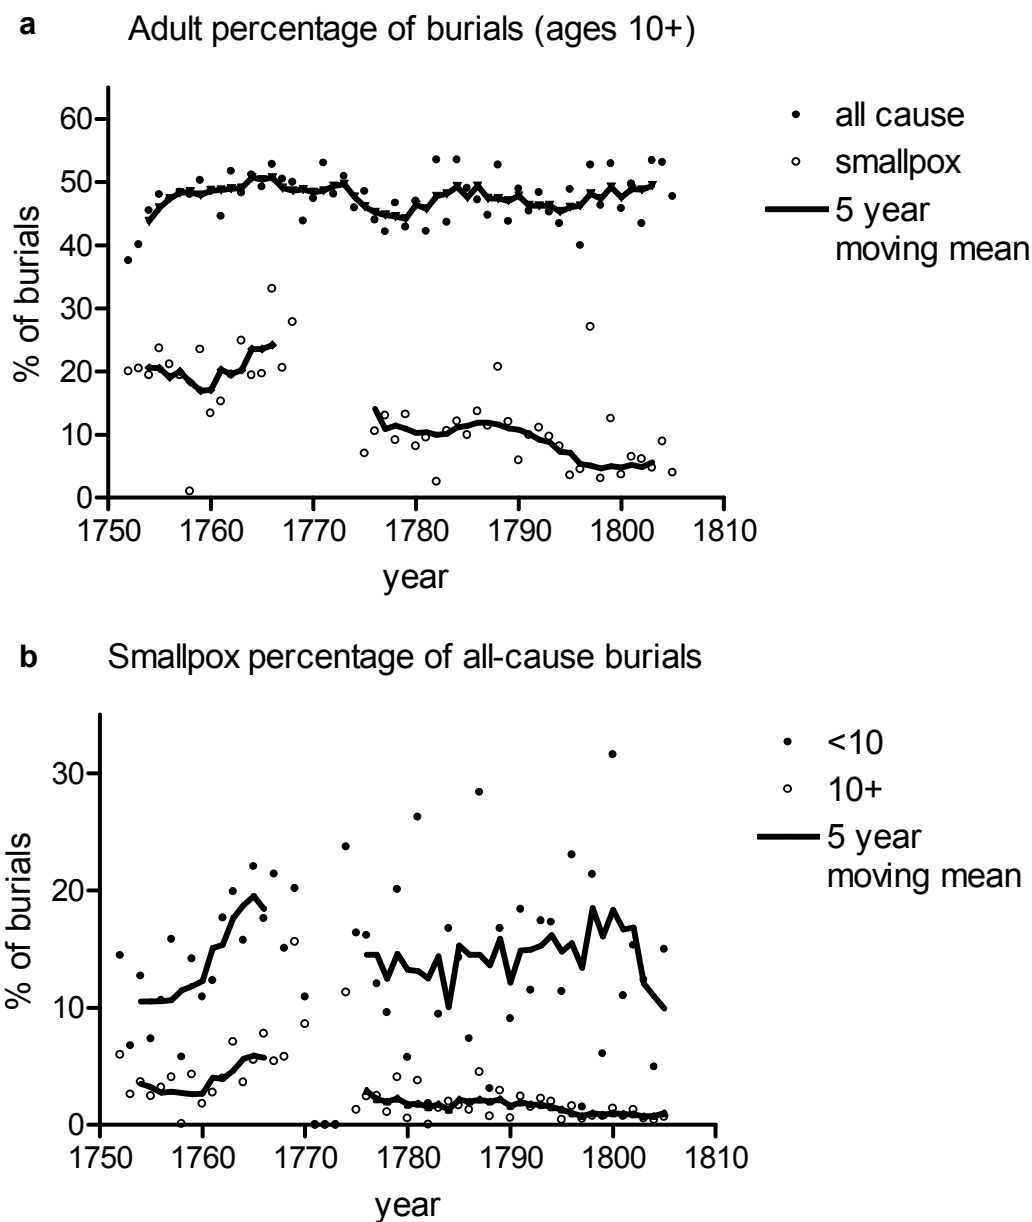 a
Adult percentage of burials (ages 10+)
% of burials
60
50
40
30
20
10
0
1750 1760 1770 1780 1790 1800 1810
year
all cause
smallpox
5 year
moving mean
b
Smallpox percentage of all-cause burials
% of burials
30
20
10
0
1750 1760 1770 1780 1790 1800 1810
year
<10
10+
5 year
moving mean